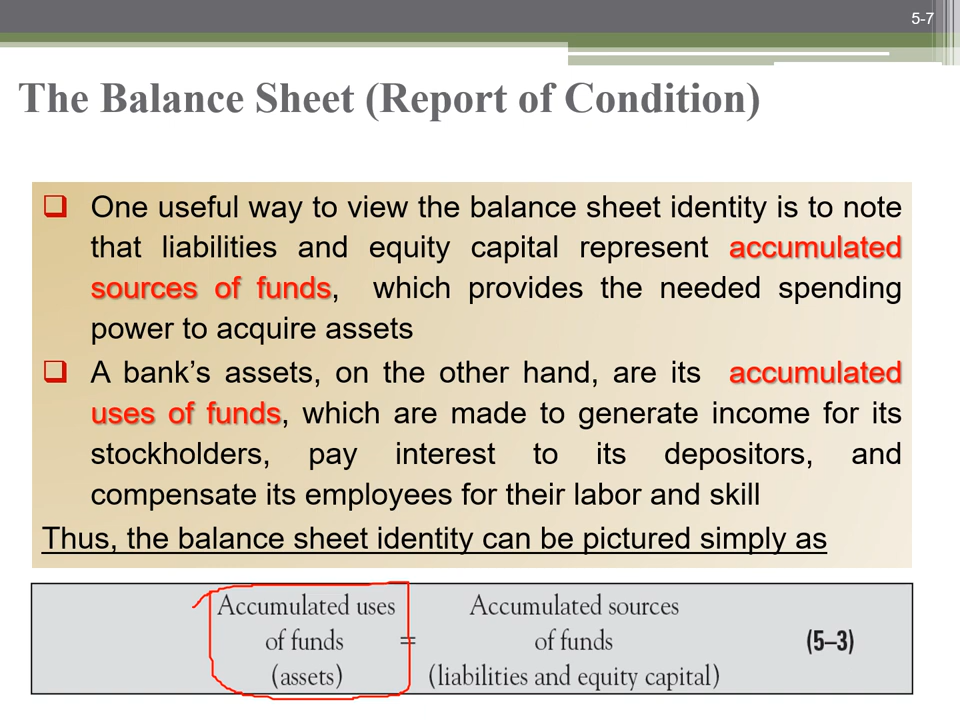 5-7
The Balance Sheet (Report of Condition)
❑ One useful way to view the balance sheet identity is to note
that liabilities and equity capital represent accumulated
sources of funds, which provides the needed spending
power to acquire assets
❑ A bank’s assets, on the other hand, are its accumulated
uses of funds, which are made to generate income for its
stockholders, pay interest to its depositors, and
compensate its employees for their labor and skill
Thus, the balance sheet identity can be pictured simply as
Accumulated uses Accumulated sources
of funds = of funds (5–3)
(assets) (liabilities and equity capital)